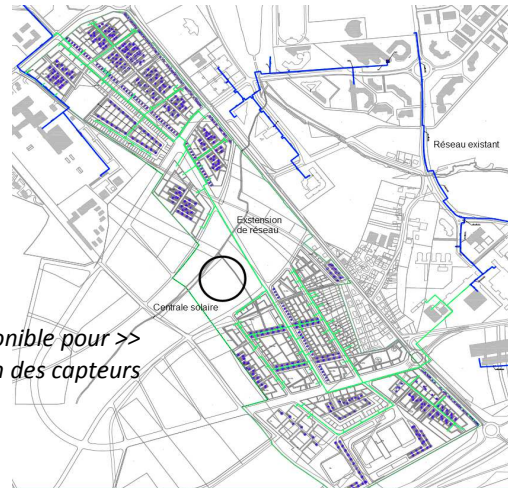 Réseau existant
Exstension
de réseau
Centrale solaire
onible pour >>
n des capteurs